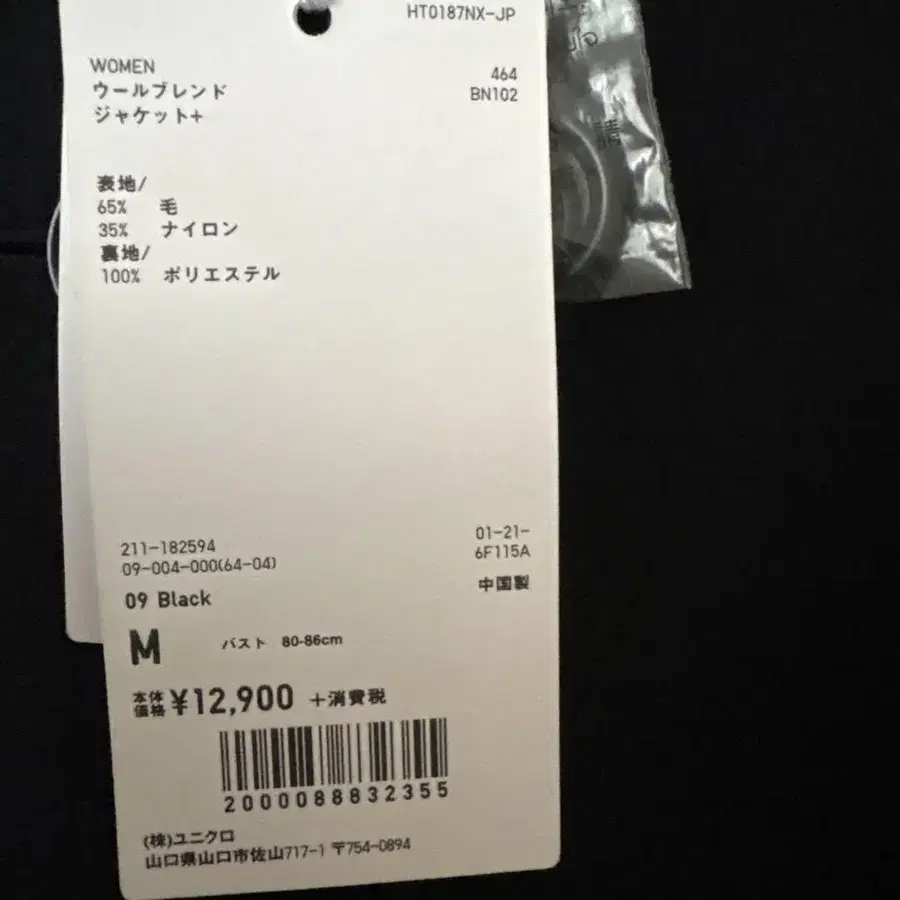 HT0187NX-JP
WOMEN
ウールブレンド
ジャケット+
464
BN102
表地/
65% 毛
35% ナイロン
裏地/
100% ポリエステル
211-182594
09-004-000(64-04)
01-21-
6F115A
09 Black
中国製
M バスト 80-86cm
本体
価格 ¥12,900 +消費税
2000088832355
(株)ユニクロ
山口県山口市佐山717-1 〒754-0894
請